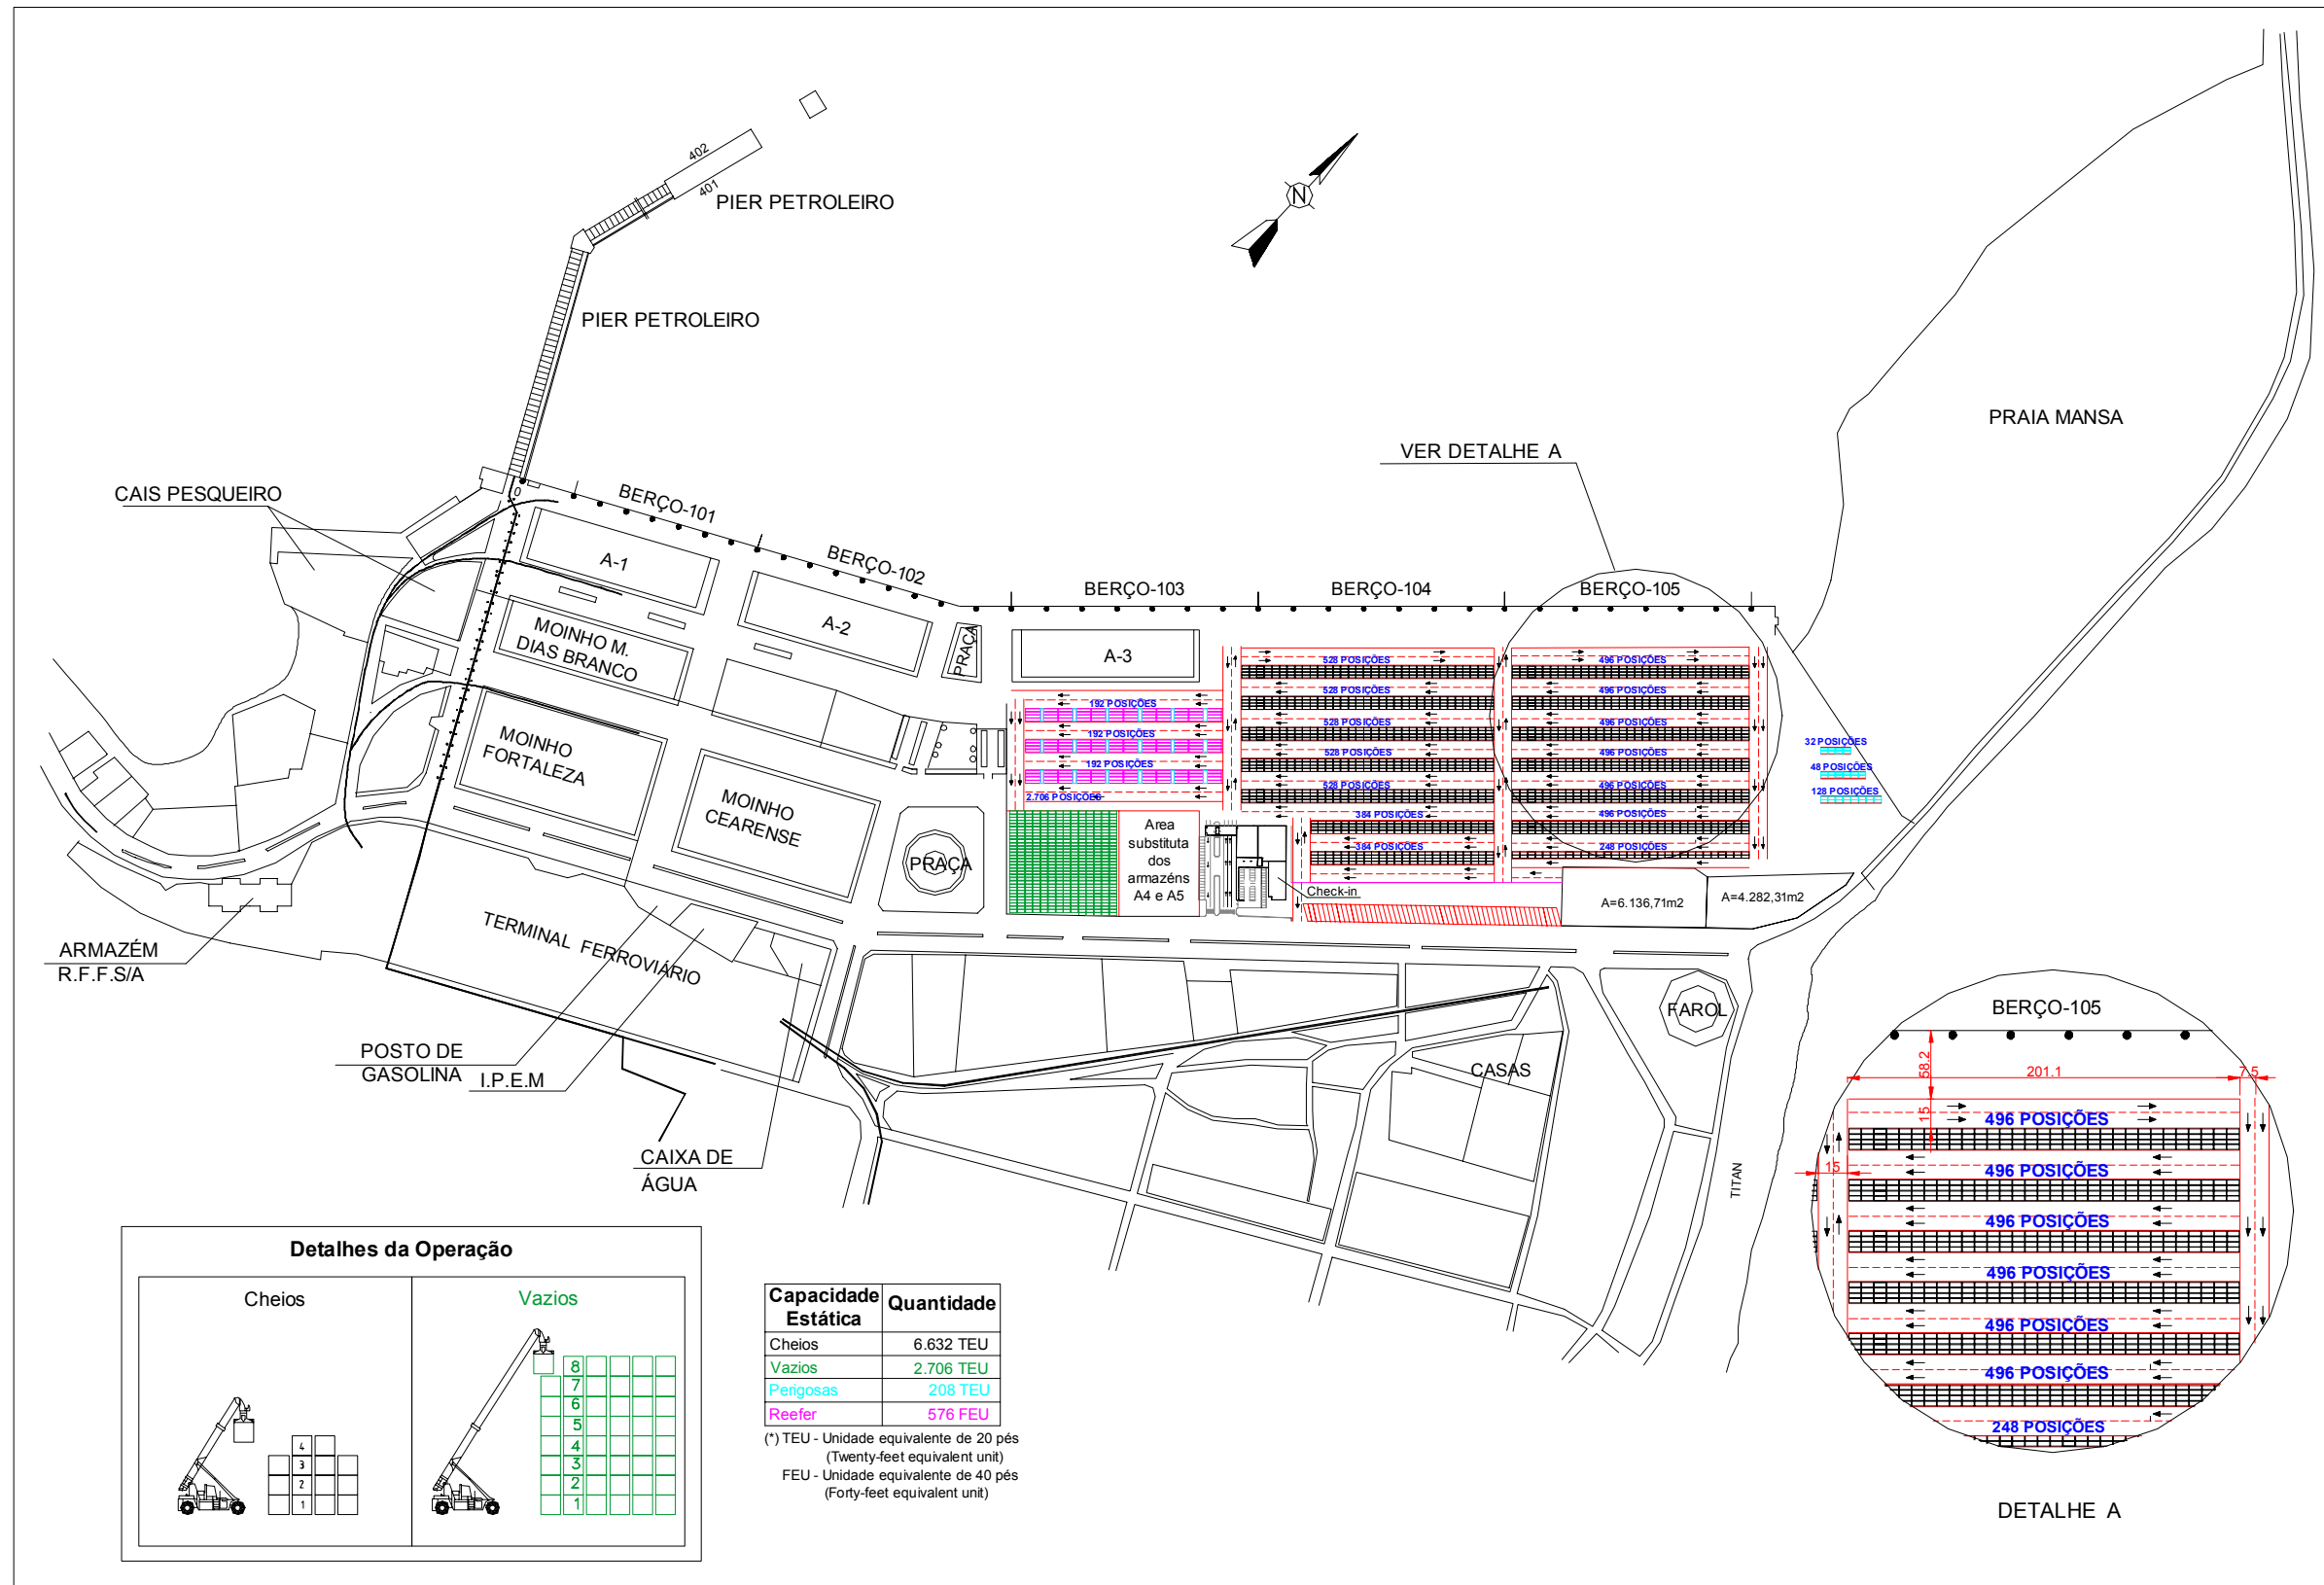 402
401
PIER PETROLEIRO
N
PIER PETROLEIRO
PRAIA MANSA
VER DETALHE A
CAIS PESQUEIRO
0
BERÇO-101
BERÇO-102
BERÇO-103
BERÇO-104
BERÇO-105
A-1
A-2
A-3
PRAÇA
MOINHO M.
DIAS BRANCO
MOINHO
FORTALEZA
MOINHO
CEARENSE
PRAÇA
528 POSIÇÕES
528 POSIÇÕES
528 POSIÇÕES
528 POSIÇÕES
528 POSIÇÕES
384 POSIÇÕES
384 POSIÇÕES
496 POSIÇÕES
496 POSIÇÕES
496 POSIÇÕES
496 POSIÇÕES
496 POSIÇÕES
496 POSIÇÕES
248 POSIÇÕES
192 POSIÇÕES
192 POSIÇÕES
192 POSIÇÕES
2.706 POSIÇÕES
32 POSIÇÕES
48 POSIÇÕES
128 POSIÇÕES
Area
substituta
dos
armazéns
A4 e A5
Check-in
A=6.136,71m2
A=4.282,31m2
ARMAZÉM
R.F.F.S/A
TERMINAL FERROVIÁRIO
POSTO DE
GASOLINA
I.P.E.M
CAIXA DE
ÁGUA
CASAS
FAROL
TITAN
BERÇO-105
58.2
201.1
7.5
15
15
496 POSIÇÕES
496 POSIÇÕES
496 POSIÇÕES
496 POSIÇÕES
496 POSIÇÕES
496 POSIÇÕES
248 POSIÇÕES
DETALHE A
Detalhes da Operação
Cheios
4
3
2
1
Vazios
8
7
6
5
4
3
2
1
Capacidade Estática Quantidade
Cheios 6.632 TEU
Vazios 2.706 TEU
Perigosas 208 TEU
Reefer 576 FEU
(*) TEU - Unidade equivalente de 20 pés
(Twenty-feet equivalent unit)
FEU - Unidade equivalente de 40 pés
(Forty-feet equivalent unit)